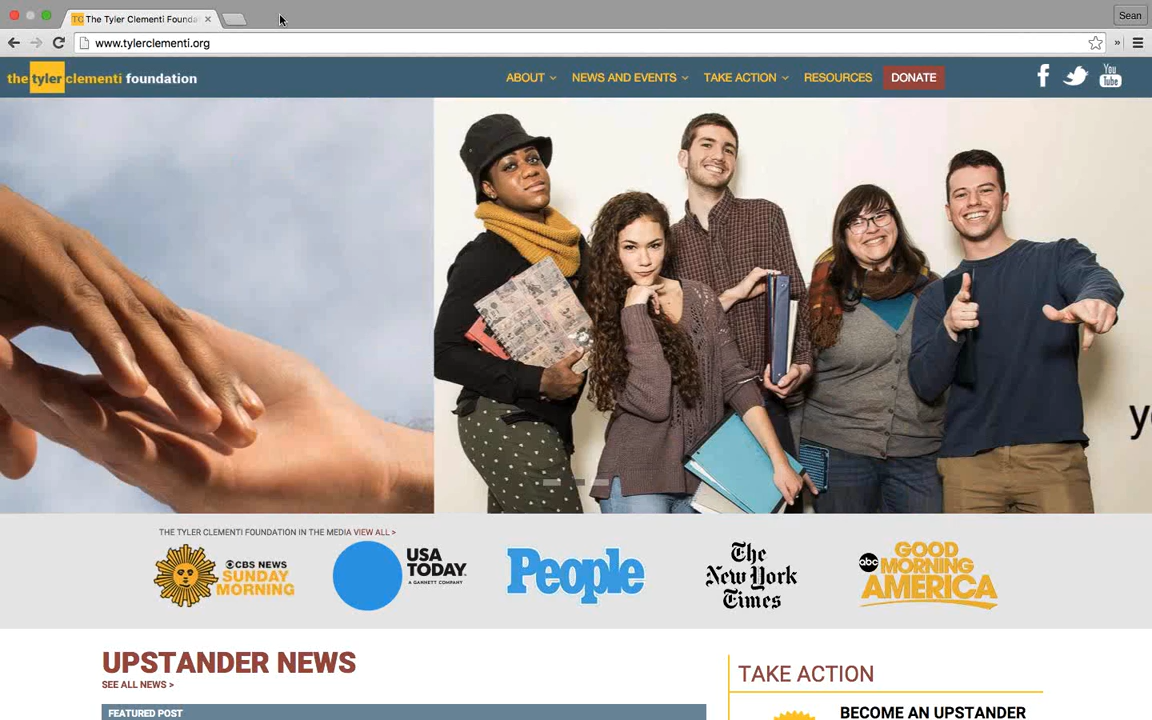 TC The Tyler Clementi Founda
Sean
www.tylerclementi.org
»
the tyler clementi foundation
ABOUT NEWS AND EVENTS TAKE ACTION RESOURCES DONATE
f You Tube
THE TYLER CLEMENTI FOUNDATION IN THE MEDIA VIEW ALL >
CBS NEWS
SUNDAY
MORNING
USA
TODAY
A GANNETT COMPANY
People
The
New York
Times
abc
GOOD
MORNING
AMERICA
UPSTANDER NEWS
SEE ALL NEWS >
FEATURED POST
TAKE ACTION
BECOME AN UPSTANDER